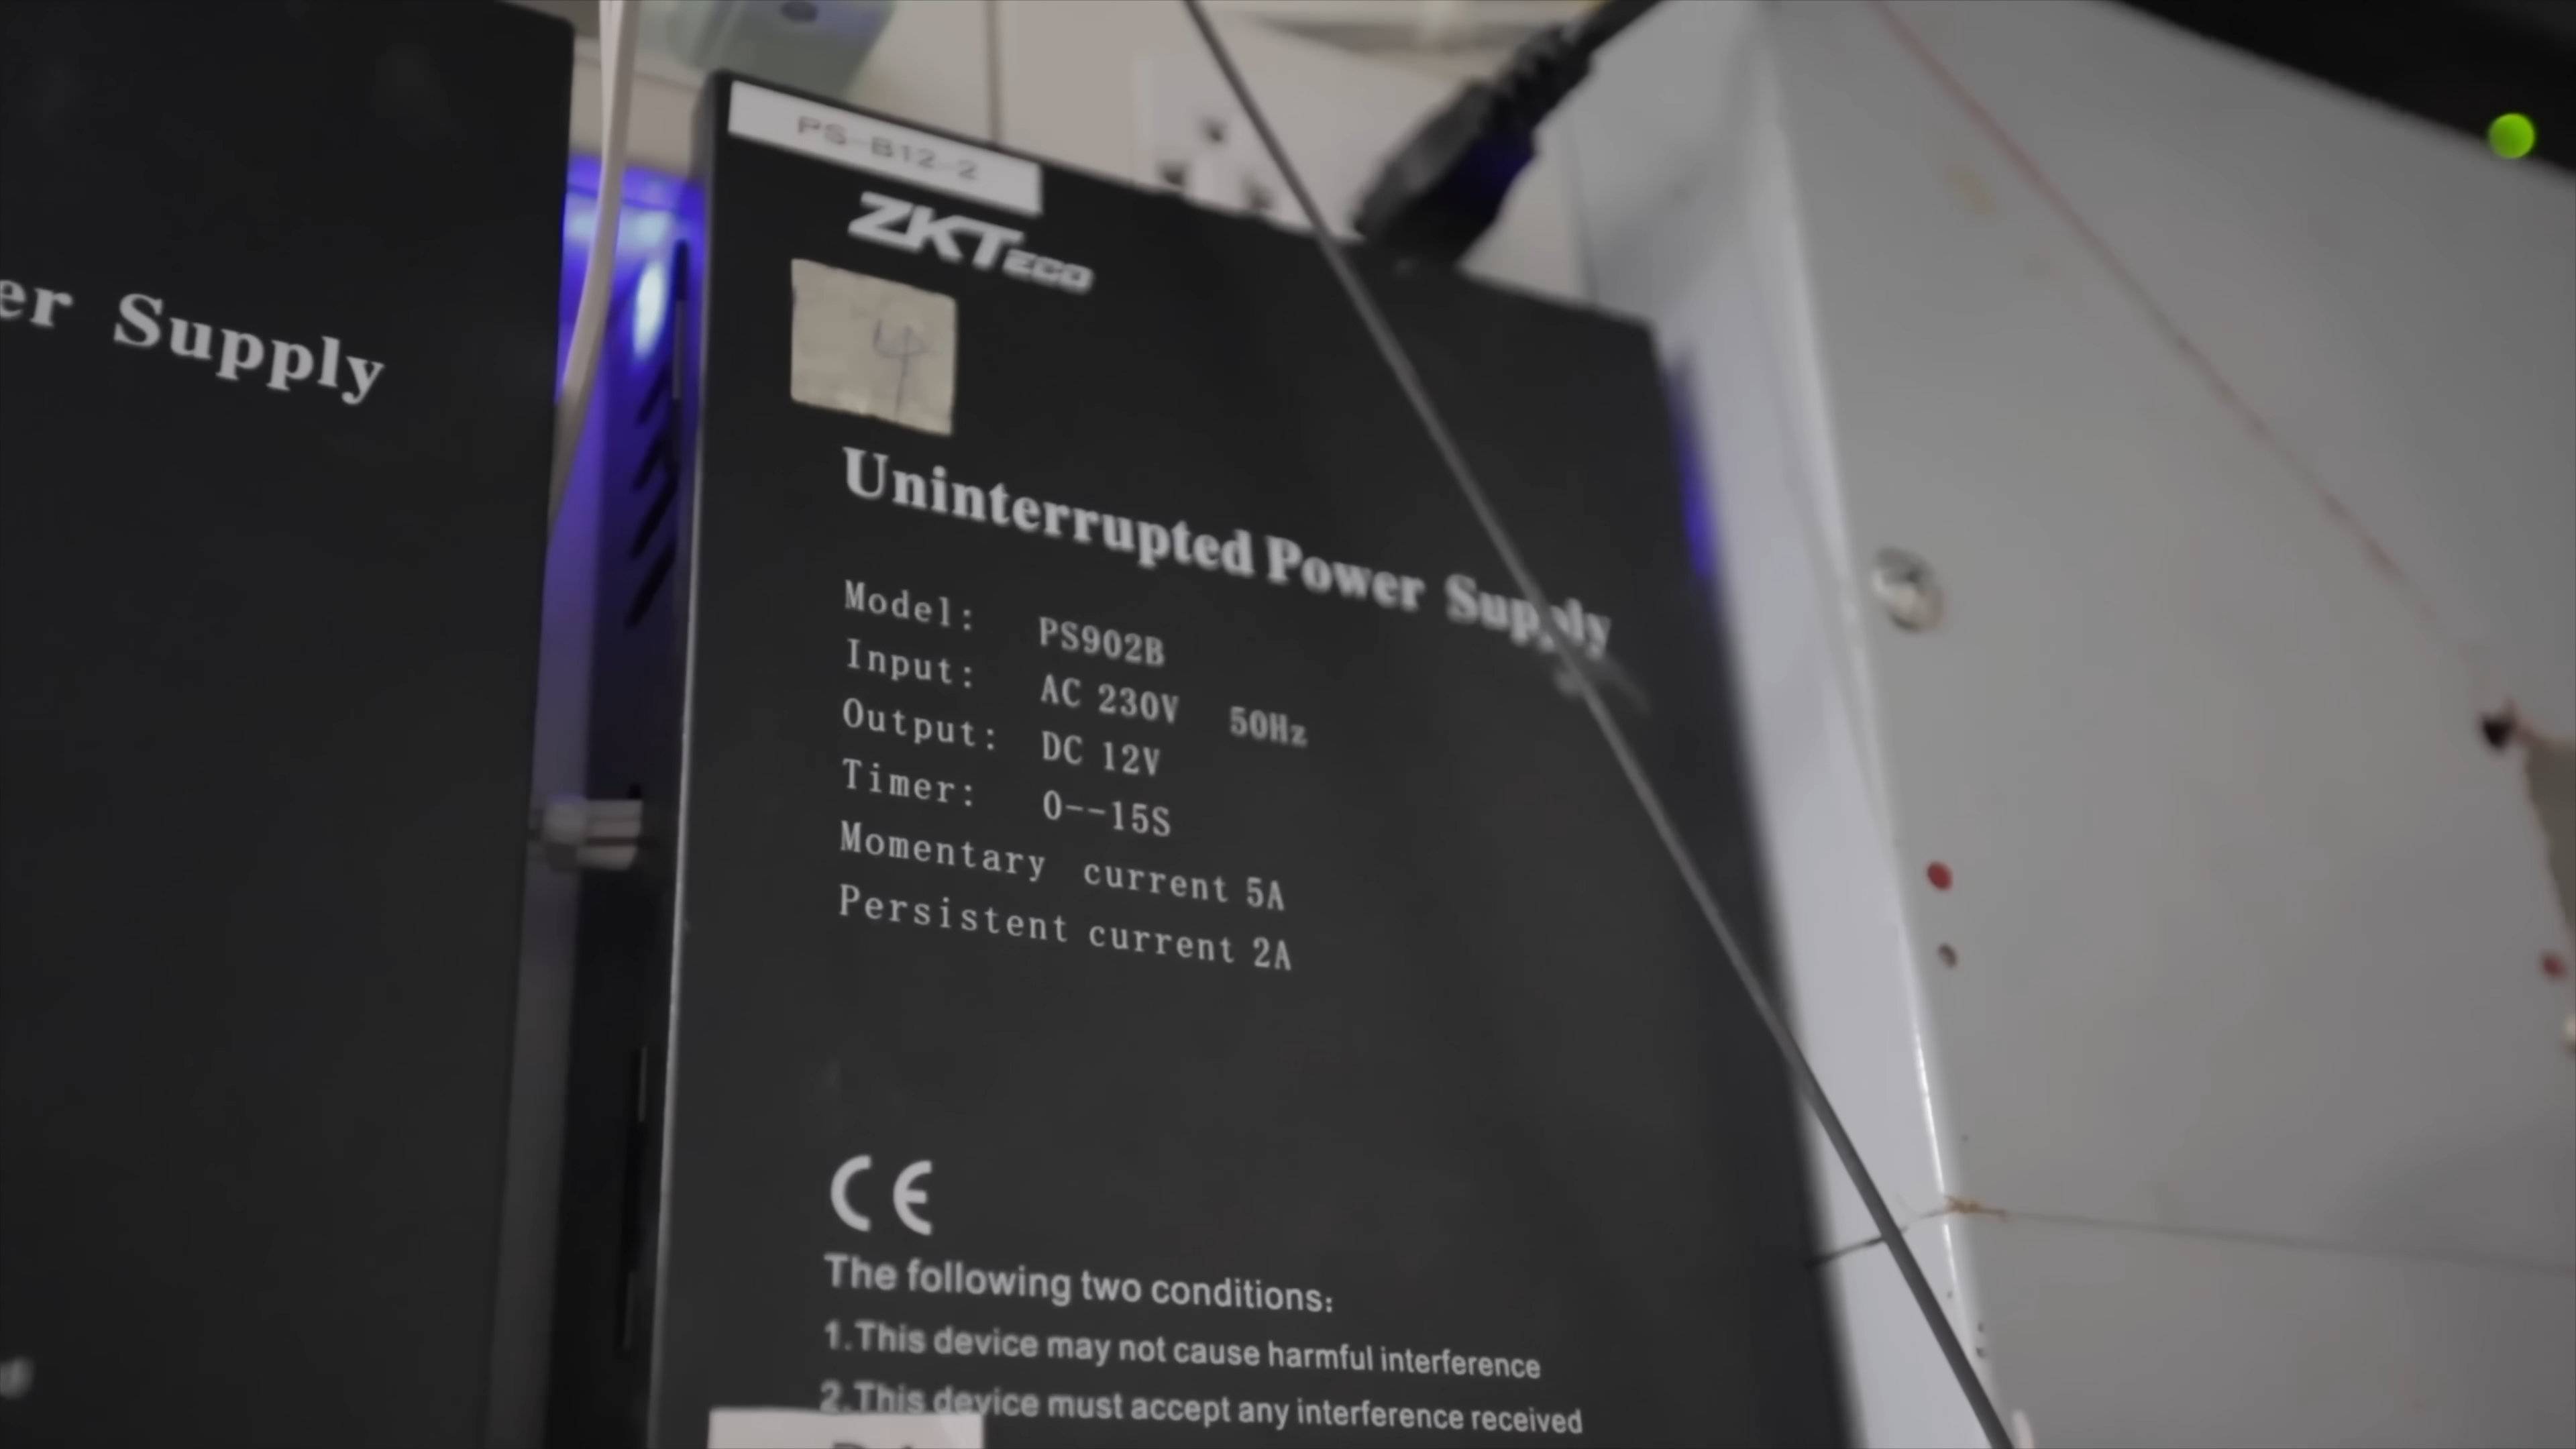 er Supply
PS-B12-2
ZKTECO
4
Uninterrupted Power Supply
Model: PS902B
Input: AC 230V 50Hz
Output: DC 12V
Timer: 0--15S
Momentary current 5A
Persistent current 2A
CE
The following two conditions:
1.This device may not cause harmful interference
2.This device must accept any interference received